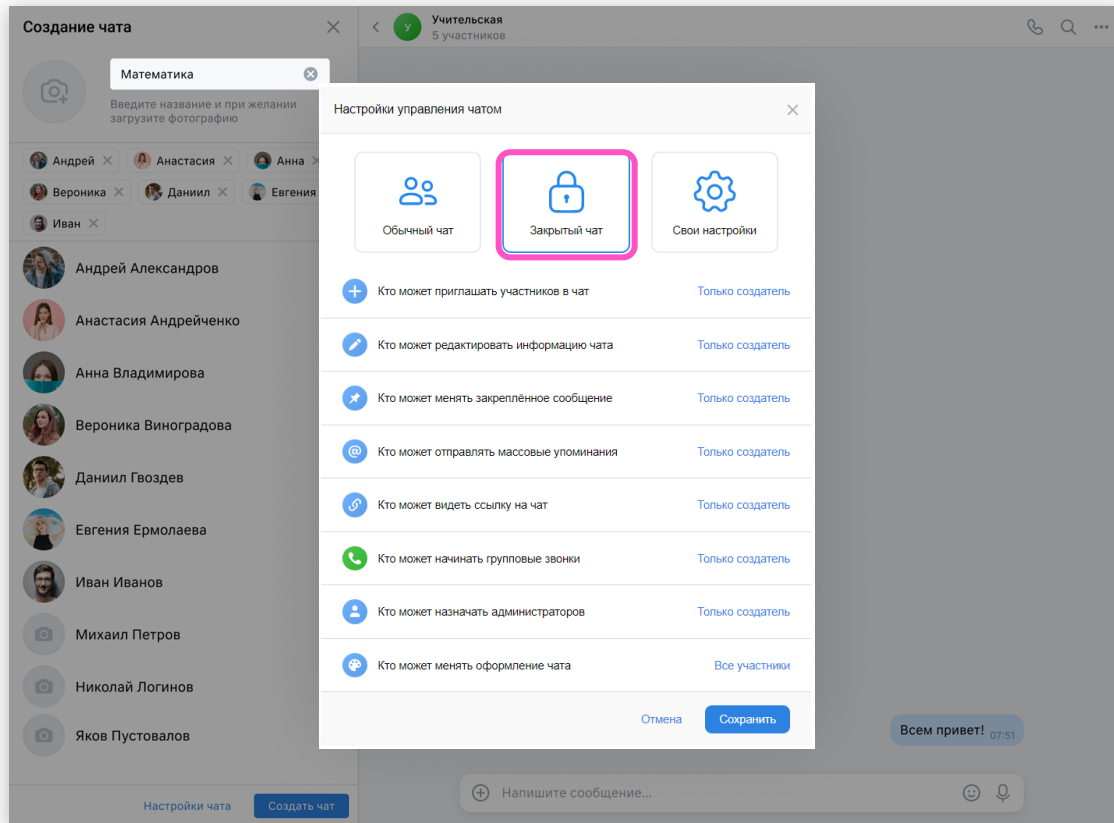 Создание чата
У
Учительская
5 участников
Математика
Введите название и при желании
загрузите фотографию
Андрей
Анастасия
Анна
Вероника
Даниил
Евгения
Иван
Андрей Александров
Анастасия Андрейченко
Анна Владимирова
Вероника Виноградова
Даниил Гвоздев
Евгения Ермолаева
Иван Иванов
Михаил Петров
Николай Логинов
Яков Пустовалов
Настройки чата
Создать чат
Настройки управления чатом
Обычный чат
Закрытый чат
Свои настройки
Кто может приглашать участников в чат Только создатель
Кто может редактировать информацию чата Только создатель
Кто может менять закреплённое сообщение Только создатель
Кто может отправлять массовые упоминания Только создатель
Кто может видеть ссылку на чат Только создатель
Кто может начинать групповые звонки Только создатель
Кто может назначать администраторов Только создатель
Кто может менять оформление чата Все участники
Отмена
Сохранить
Всем привет! 07:51
Напишите сообщение...